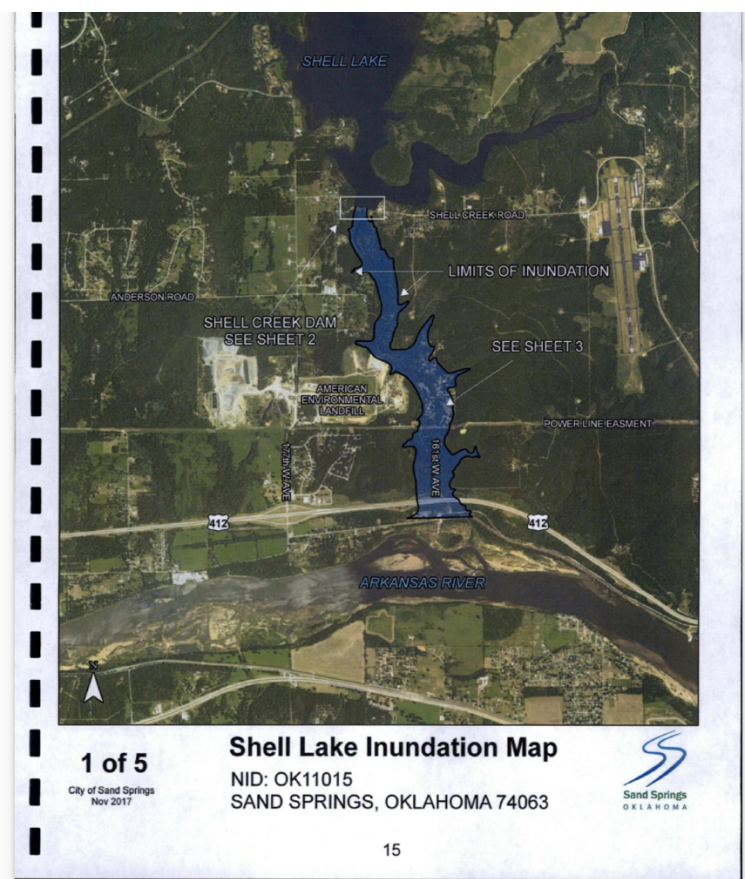 SHELL LAKE
SHELL CREEK ROAD
LIMITS OF INUNDATION
ANDERSON ROAD
SHELL CREEK DAM
SEE SHEET 2
SEE SHEET 3
AMERICAN
ENVIRONMENTAL
LANDFILL
POWER LINE EASMENT
177th W AVE
161st W AVE
412
412
ARKANSAS RIVER
1 of 5
City of Sand Springs
Nov 2017
Shell Lake Inundation Map
NID: OK11015
SAND SPRINGS, OKLAHOMA 74063
Sand Springs
OKLAHOMA
15